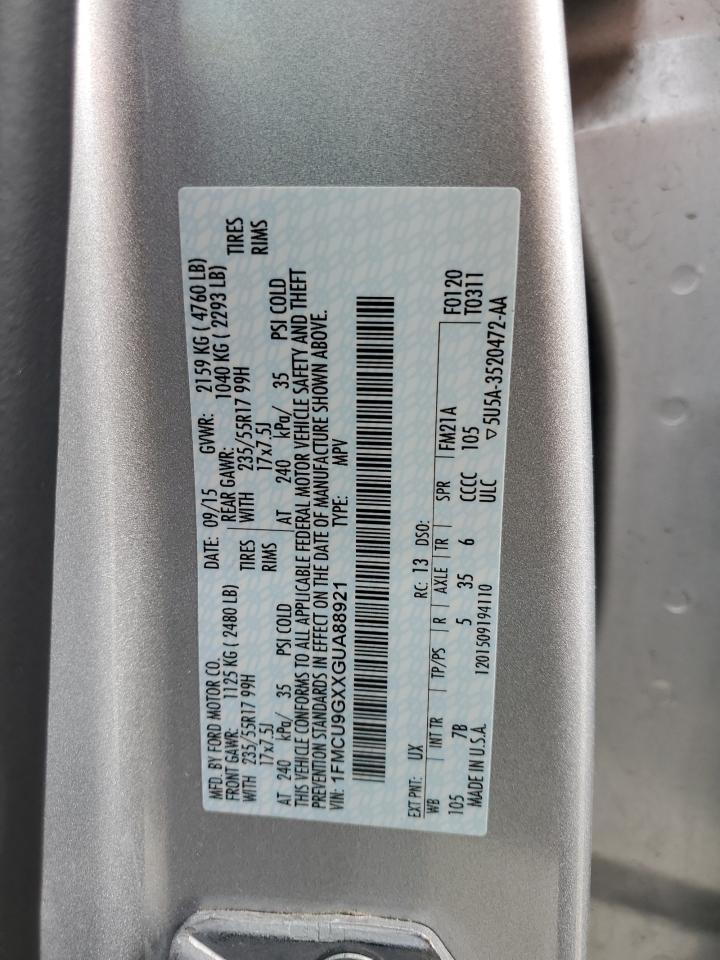 MFD. BY FORD MOTOR CO.
DATE: 09/15 GVWR: 2159 KG ( 4760 LB)
FRONT GAWR: 1125 KG ( 2480 LB)
REAR GAWR: 1040 KG ( 2293 LB)
WITH 235/55R17 99H TIRES
WITH 235/55R17 99H TIRES
17x7.5J RIMS
17x7.5J RIMS
AT 240 kPa/ 35 PSI COLD
AT 240 kPa/ 35 PSI COLD
THIS VEHICLE CONFORMS TO ALL APPLICABLE FEDERAL MOTOR VEHICLE SAFETY AND THEFT
PREVENTION STANDARDS IN EFFECT ON THE DATE OF MANUFACTURE SHOWN ABOVE.
VIN: 1FMCU9GXXGUA88921 TYPE: MPV
EXT PNT: UX RC: 13 DSO:
WB INT TR TP/PS R AXLE TR SPR FM21A F0120
105 7B 5 35 6 CCCC 105 T0311
MADE IN U.S.A. 1201509194110 ULC ▽5U5A-3520472-AA